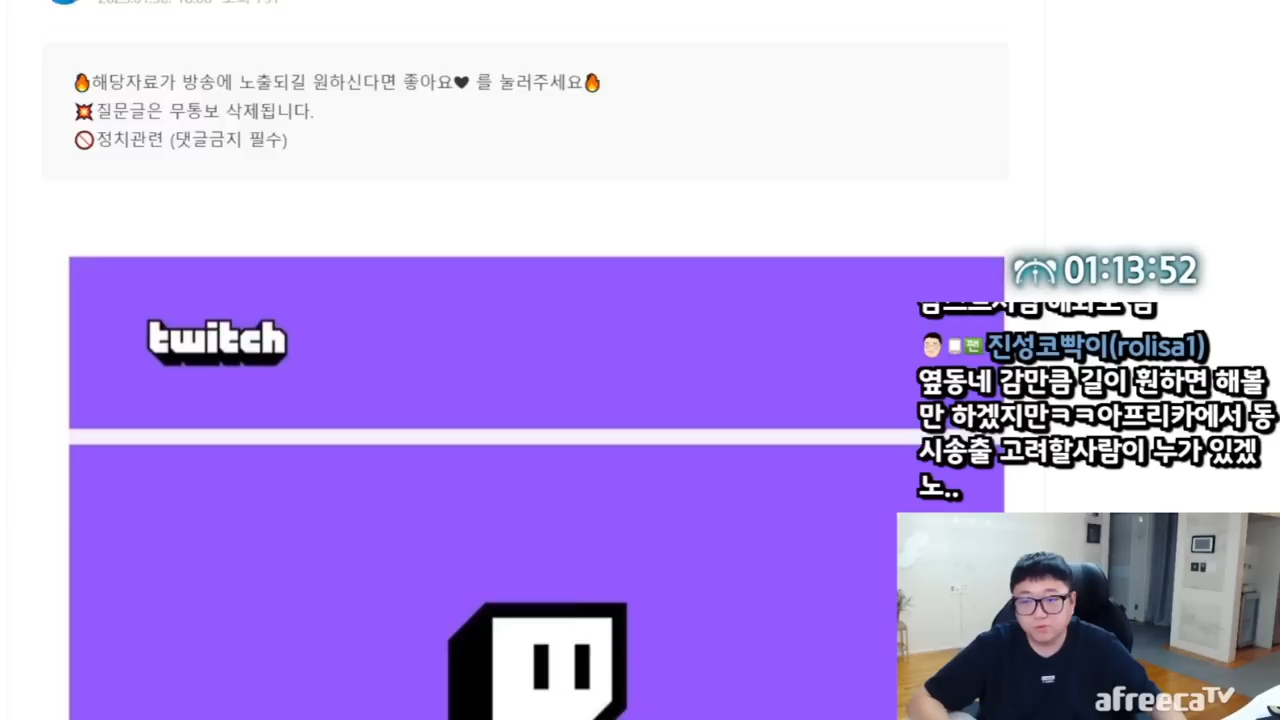 해당자료가 방송에 노출되길 원하신다면 좋아요🖤 를 눌러주세요
질문글은 무통보 삭제됩니다.
정치관련 (댓글금지 필수)
twitch
01:13:52
팬 진성코빡이(rolisa1)
옆동네 감만큼 길이 훤하면 해볼
만 하겠지만ㅋㅋ아프리카에서 동
시송출 고려할사람이 누가 있겠
노..
afreecaTV